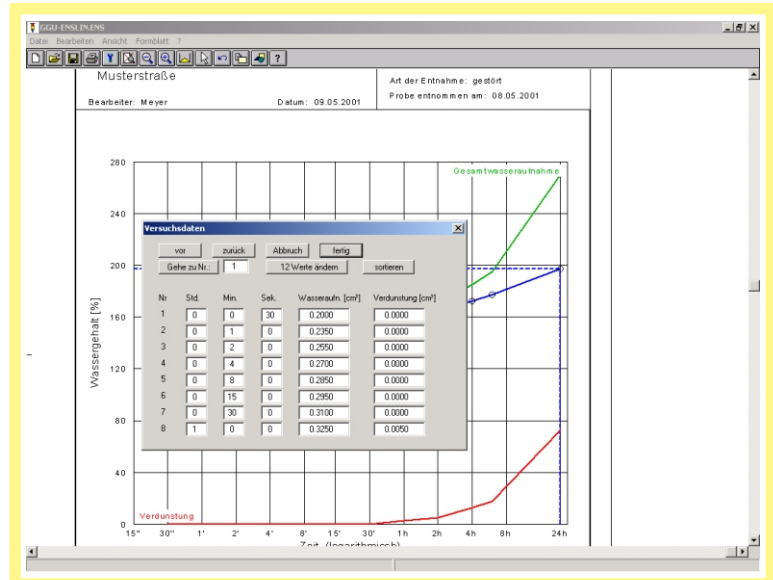 GGU-ENSLIN.ENS
Datei Bearbeiten Ansicht Formblatt ?
Musterstraße
Art der Entnahme: gestört
Bearbeiter: Meyer Datum: 09.05.2001 Probe entnommen am: 08.05.2001
Gesamtwasseraufnahme
Versuchsdaten
vor zurück Abbruch fertig
Gehe zu Nr.: 1 12 Werte ändern sortieren
Nr Std. Min. Sek. Wasseraufn. [cm³] Verdunstung [cm³]
1 0 0 30 0.2000 0.0000
2 0 1 0 0.2350 0.0000
3 0 2 0 0.2550 0.0000
4 0 4 0 0.2700 0.0000
5 0 8 0 0.2850 0.0000
6 0 15 0 0.2950 0.0000
7 0 30 0 0.3100 0.0000
8 1 0 0 0.3250 0.0050
Wassergehalt [%]
280
240
200
160
120
80
40
0
Verdunstung
15" 30" 1' 2' 4' 8' 15' 30' 1h 2h 4h 8h 24h
Zeit (logarithmisch)